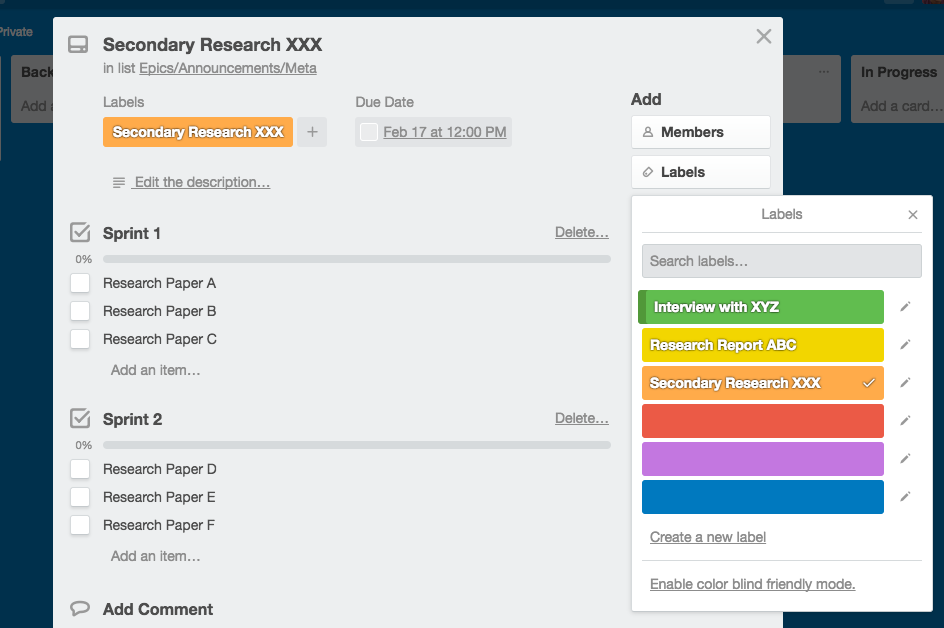 Private
Secondary Research XXX
in list Epics/Announcements/Meta
Back
Add a
...
In Progress
Add a card...
Labels
Due Date
Secondary Research XXX +
Feb 17 at 12:00 PM
Edit the description...
Sprint 1
Delete...
0%
Research Paper A
Research Paper B
Research Paper C
Add an item...
Sprint 2
Delete...
0%
Research Paper D
Research Paper E
Research Paper F
Add an item...
Add Comment
Add
Members
Labels
Labels
Search labels...
Interview with XYZ
Research Report ABC
Secondary Research XXX
Create a new label
Enable color blind friendly mode.